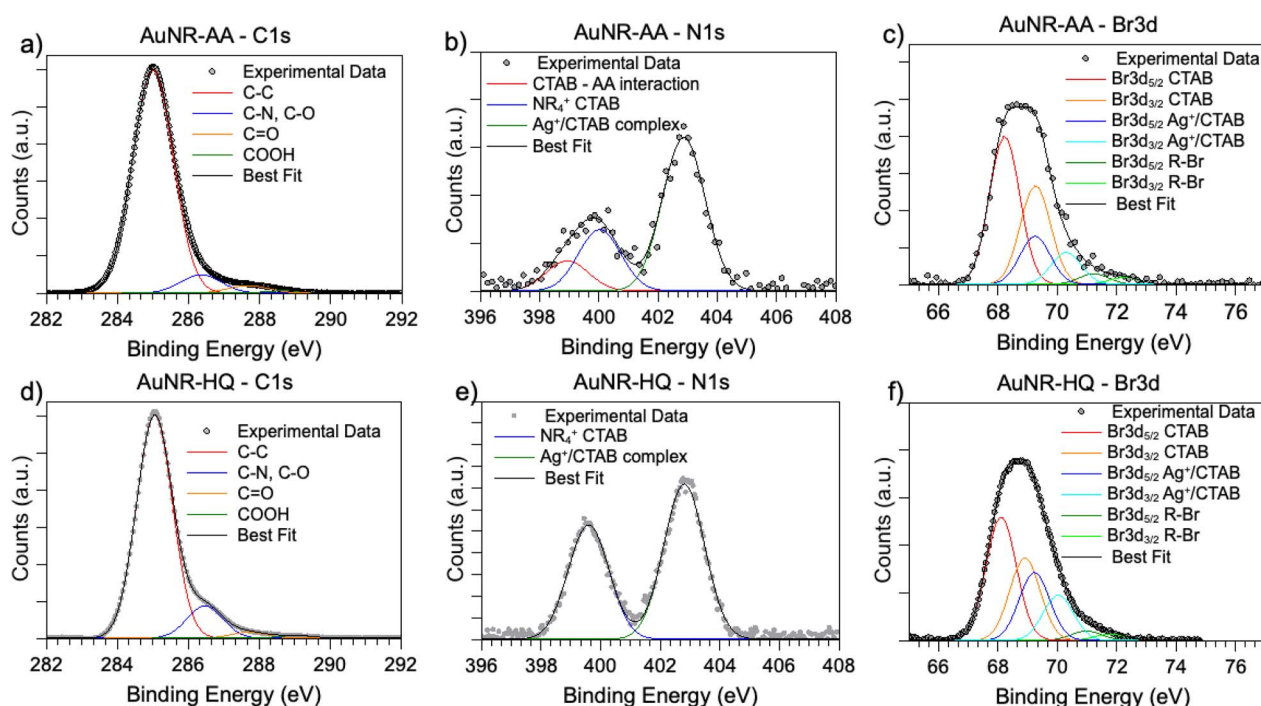 a)
AuNR-AA - C1s
Experimental Data
C-C
C-N, C-O
C=O
COOH
Best Fit
Counts (a.u.)
282 284 286 288 290 292
Binding Energy (eV)
b)
AuNR-AA - N1s
Experimental Data
CTAB - AA interaction
NR₄⁺ CTAB
Ag⁺/CTAB complex
Best Fit
Counts (a.u.)
396 398 400 402 404 406 408
Binding Energy (eV)
c)
AuNR-AA - Br3d
Experimental Data
Br3d₅/₂ CTAB
Br3d₃/₂ CTAB
Br3d₅/₂ Ag⁺/CTAB
Br3d₃/₂ Ag⁺/CTAB
Br3d₅/₂ R-Br
Br3d₃/₂ R-Br
Best Fit
Counts (a.u.)
66 68 70 72 74 76
Binding Energy (eV)
d)
AuNR-HQ - C1s
Experimental Data
C-C
C-N, C-O
C=O
COOH
Best Fit
Counts (a.u.)
282 284 286 288 290 292
Binding Energy (eV)
e)
AuNR-HQ - N1s
Experimental Data
NR₄⁺ CTAB
Ag⁺/CTAB complex
Best Fit
Counts (a.u.)
396 398 400 402 404 406 408
Binding Energy (eV)
f)
AuNR-HQ - Br3d
Experimental Data
Br3d₅/₂ CTAB
Br3d₃/₂ CTAB
Br3d₅/₂ Ag⁺/CTAB
Br3d₃/₂ Ag⁺/CTAB
Br3d₅/₂ R-Br
Br3d₃/₂ R-Br
Best Fit
Counts (a.u.)
66 68 70 72 74 76
Binding Energy (eV)